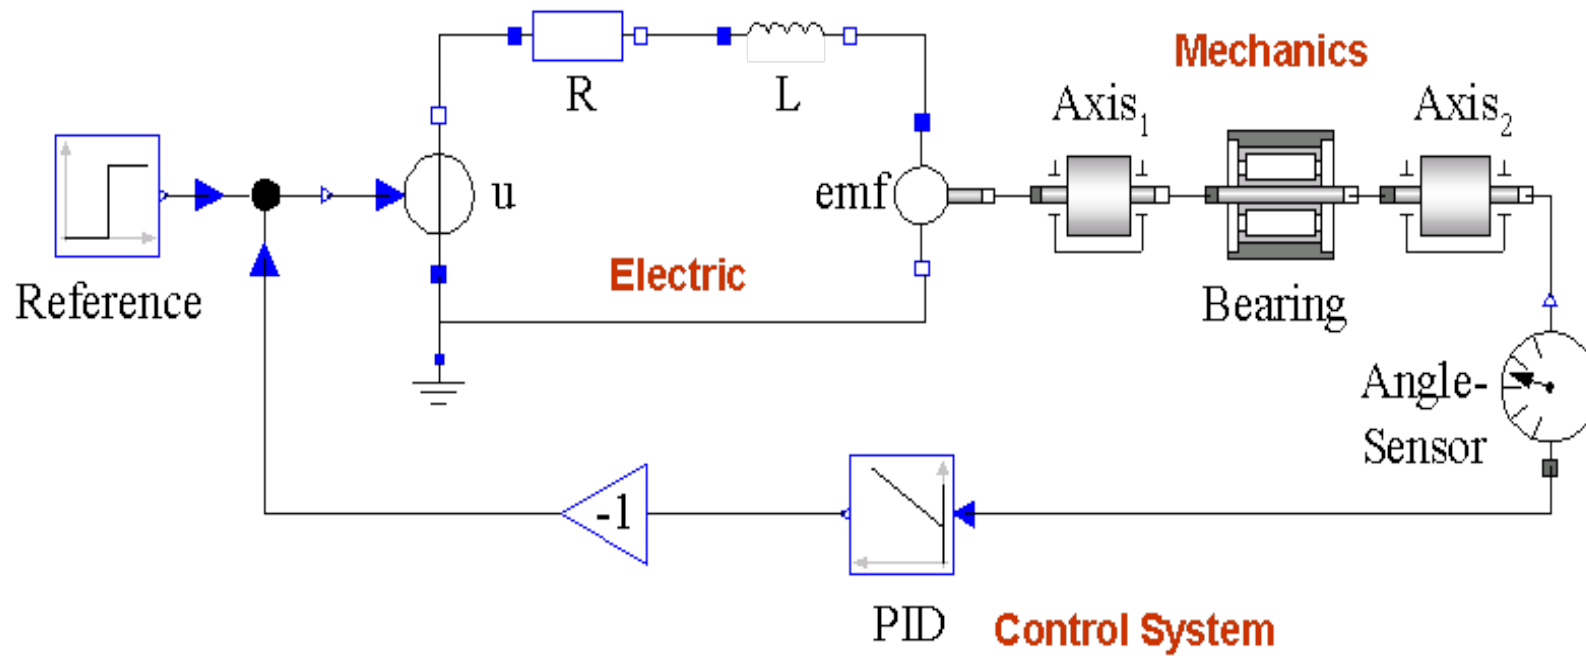 Mechanics
R
L
Axis₁
Axis₂
u
emf
Electric
Reference
Bearing
Angle-
Sensor
-1
PID
Control System